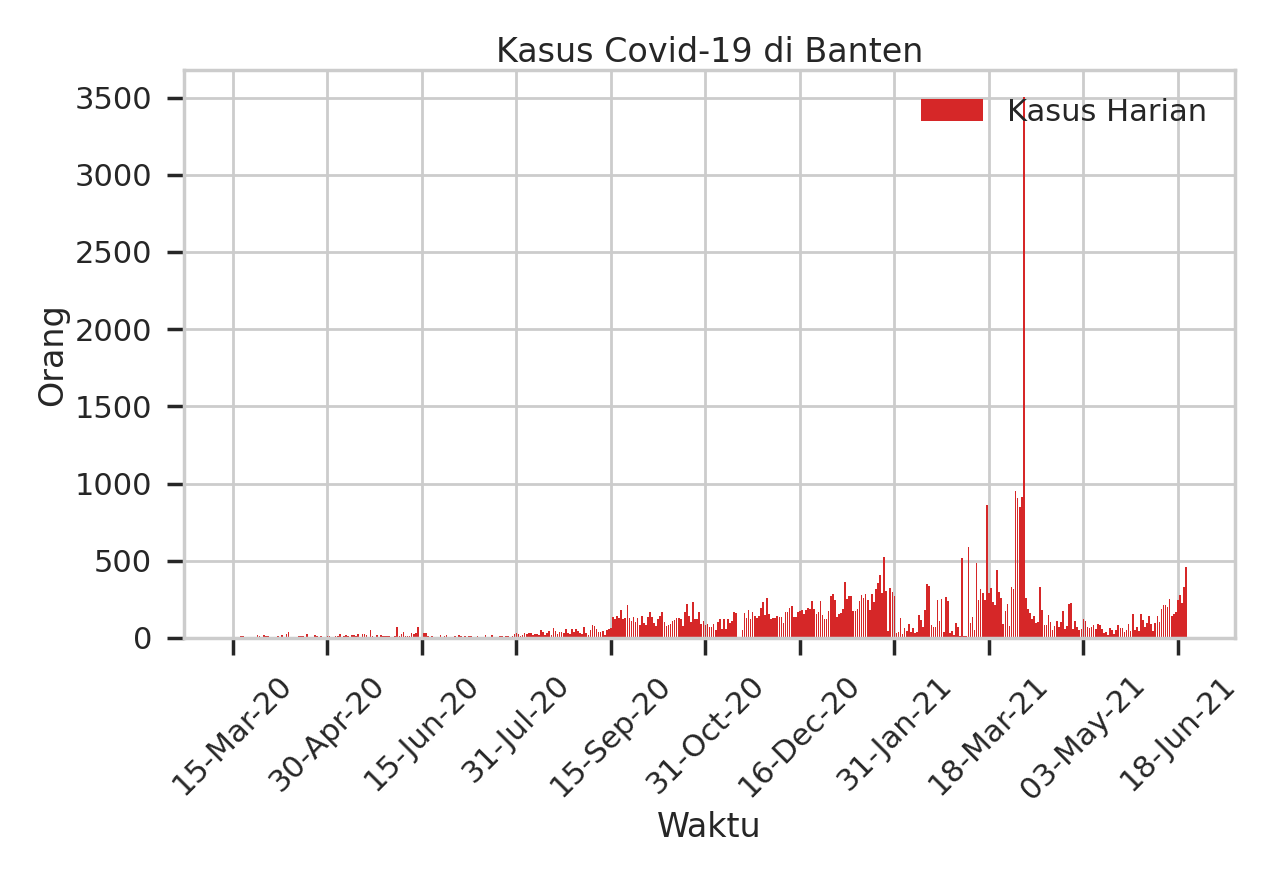 Kasus Covid-19 di Banten
Kasus Harian
Orang
3500
3000
2500
2000
1500
1000
500
0
15-Mar-20
30-Apr-20
15-Jun-20
31-Jul-20
15-Sep-20
31-Oct-20
16-Dec-20
31-Jan-21
18-Mar-21
03-May-21
18-Jun-21
Waktu